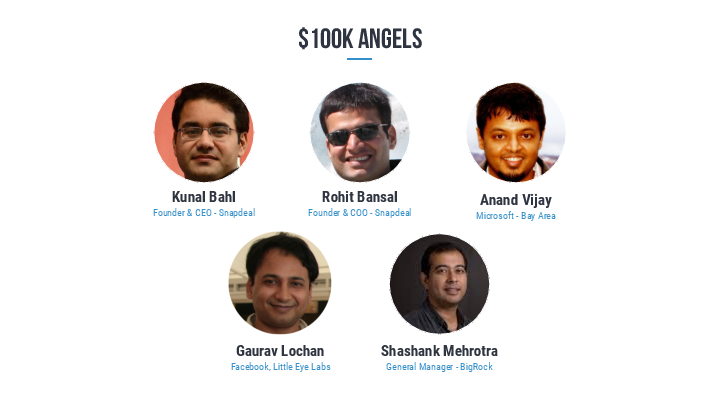 $100K ANGELS
Kunal Bahl
Founder & CEO - Snapdeal
Rohit Bansal
Founder & COO - Snapdeal
Anand Vijay
Microsoft - Bay Area
Gaurav Lochan
Facebook, Little Eye Labs
Shashank Mehrotra
General Manager - BigRock